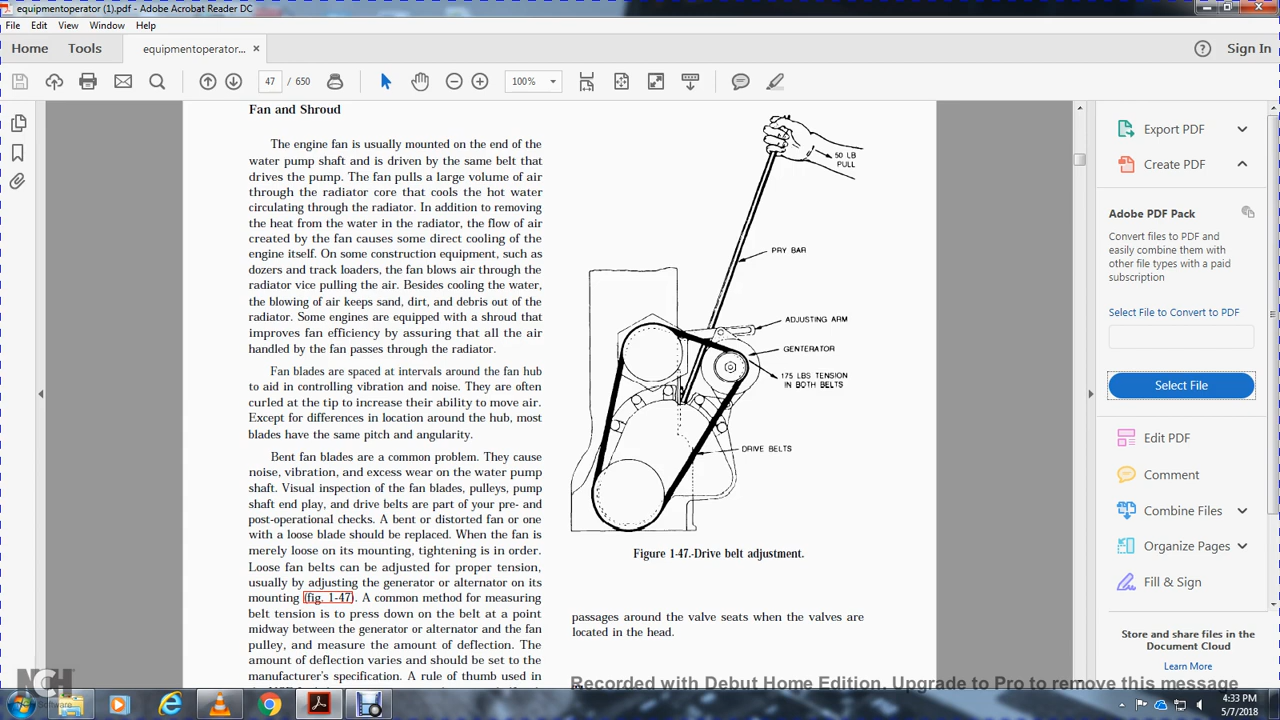 equipmentoperator (1).pdf - Adobe Acrobat Reader DC
File Edit View Window Help
Home Tools equipmentoperator... ×
Sign In
47 / 650
100%
Fan and Shroud
The engine fan is usually mounted on the end of the
water pump shaft and is driven by the same belt that
drives the pump. The fan pulls a large volume of air
through the radiator core that cools the hot water
circulating through the radiator. In addition to removing
the heat from the water in the radiator, the flow of air
created by the fan causes some direct cooling of the
engine itself. On some construction equipment, such as
dozers and track loaders, the fan blows air through the
radiator vice pulling the air. Besides cooling the water,
the blowing of air keeps sand, dirt, and debris out of the
radiator. Some engines are equipped with a shroud that
improves fan efficiency by assuring that all the air
handled by the fan passes through the radiator.
Fan blades are spaced at intervals around the fan hub
to aid in controlling vibration and noise. They are often
curled at the tip to increase their ability to move air.
Except for differences in location around the hub, most
blades have the same pitch and angularity.
Bent fan blades are a common problem. They cause
noise, vibration, and excess wear on the water pump
shaft. Visual inspection of the fan blades, pulleys, pump
shaft end play, and drive belts are part of your pre- and
post-operational checks. A bent or distorted fan or one
with a loose blade should be replaced. When the fan is
merely loose on its mounting, tightening is in order.
Loose fan belts can be adjusted for proper tension,
usually by adjusting the generator or alternator on its
mounting (fig. 1-47). A common method for measuring
belt tension is to press down on the belt at a point
midway between the generator or alternator and the fan
pulley, and measure the amount of deflection. The
amount of deflection varies and should be set to the
manufacturer's specification. A rule of thumb used in
50 LB
PULL
PRY BAR
ADJUSTING ARM
GENTERATOR
175 LBS TENSION
IN BOTH BELTS
DRIVE BELTS
Figure 1-47.-Drive belt adjustment.
passages around the valve seats when the valves are
located in the head.
Export PDF
Create PDF
Adobe PDF Pack
Convert files to PDF and
easily combine them with
other file types with a paid
subscription
Select File to Convert to PDF
Select File
Edit PDF
Comment
Combine Files
Organize Pages
Fill & Sign
Store and share files in the
Document Cloud
Learn More
NCH
Software
Recorded with Debut Home Edition. Upgrade to Pro to remove this message
4:33 PM
5/7/2018